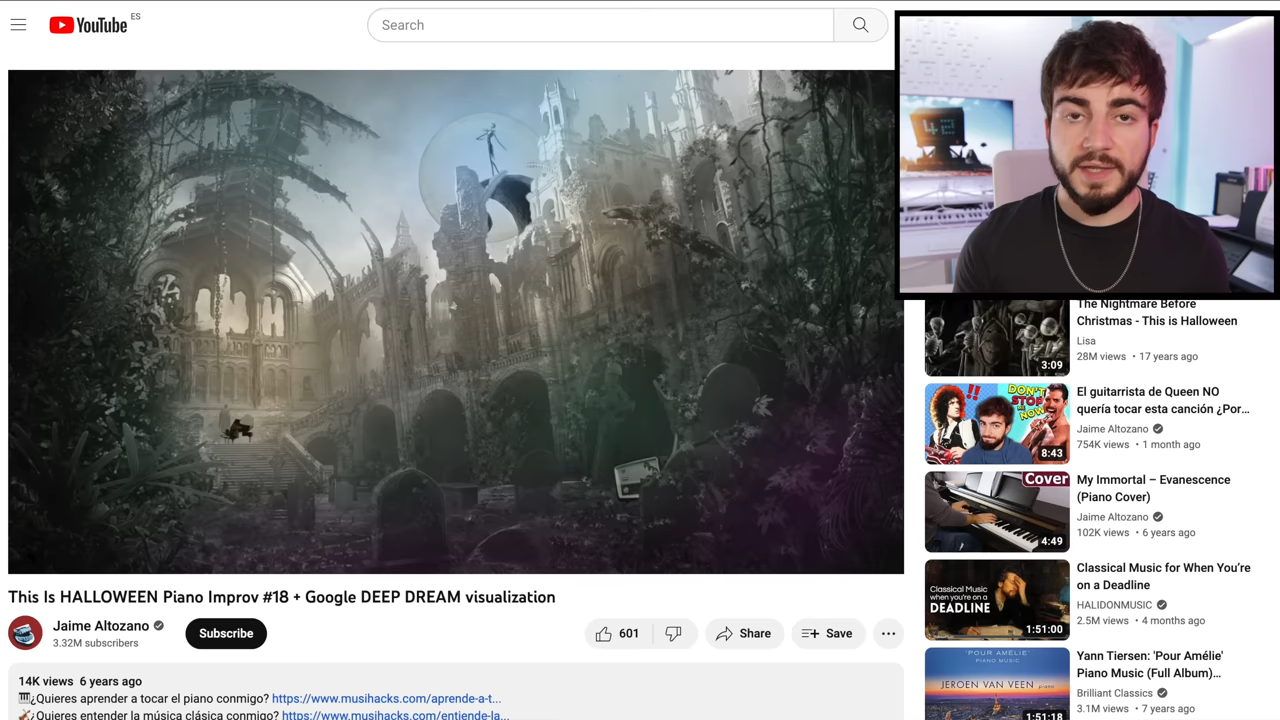 YouTube
ES
Search
The Nightmare Before
Christmas - This is Halloween
Lisa
28M views • 17 years ago
3:09
DON'T
STOP
ME
NOW
!!
El guitarrista de Queen NO
quería tocar esta canción ¿Por...
Jaime Altozano
754K views • 1 month ago
8:43
Cover
My Immortal – Evanescence
(Piano Cover)
Jaime Altozano
102K views • 6 years ago
4:49
Classical Music
when you're on a
DEADLINE
Classical Music for When You're
on a Deadline
HALIDONMUSIC
2.5M views • 4 months ago
1:51:00
'POUR AMÉLIE'
PIANO MUSIC
JEROEN VAN VEEN piano
Yann Tiersen: 'Pour Amélie'
Piano Music (Full Album)...
Brilliant Classics
3.1M views • 7 years ago
1:51:18
This Is HALLOWEEN Piano Improv #18 + Google DEEP DREAM visualization
Jaime Altozano
3.32M subscribers
Subscribe
601
Share
Save
14K views 6 years ago
¿Quieres aprender a tocar el piano conmigo? https://www.musihacks.com/aprende-a-t...
¿Quieres entender la música clásica conmigo? https://www.musihacks.com/entiende-la...